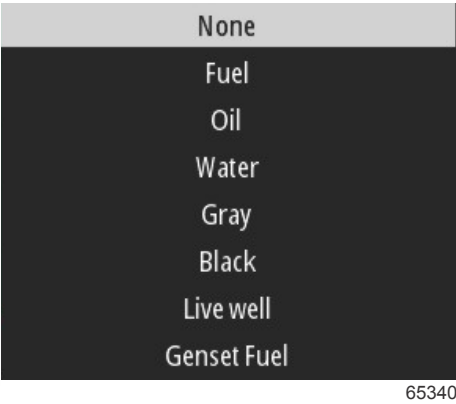 None
Fuel
Oil
Water
Gray
Black
Live well
Genset Fuel
65340